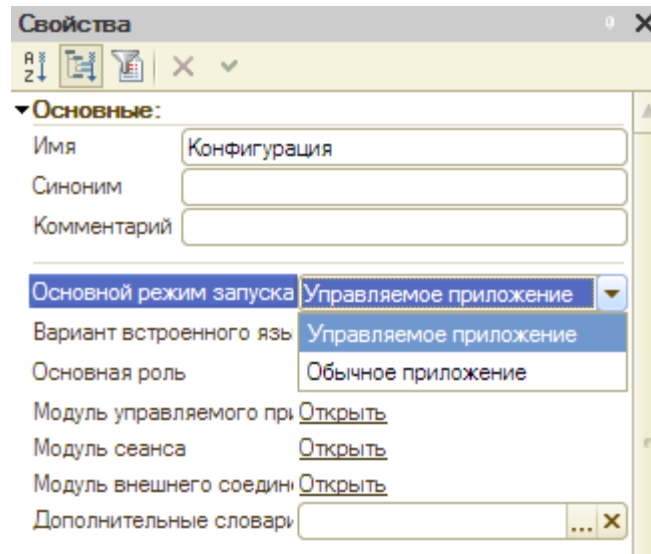 Свойства
Основные:
Имя Конфигурация
Синоним
Комментарий
Основной режим запуска Управляемое приложение
Вариант встроенного язы Управляемое приложение
Основная роль Обычное приложение
Модуль управляемого при Открыть
Модуль сеанса Открыть
Модуль внешнего соедин Открыть
Дополнительные словари ...